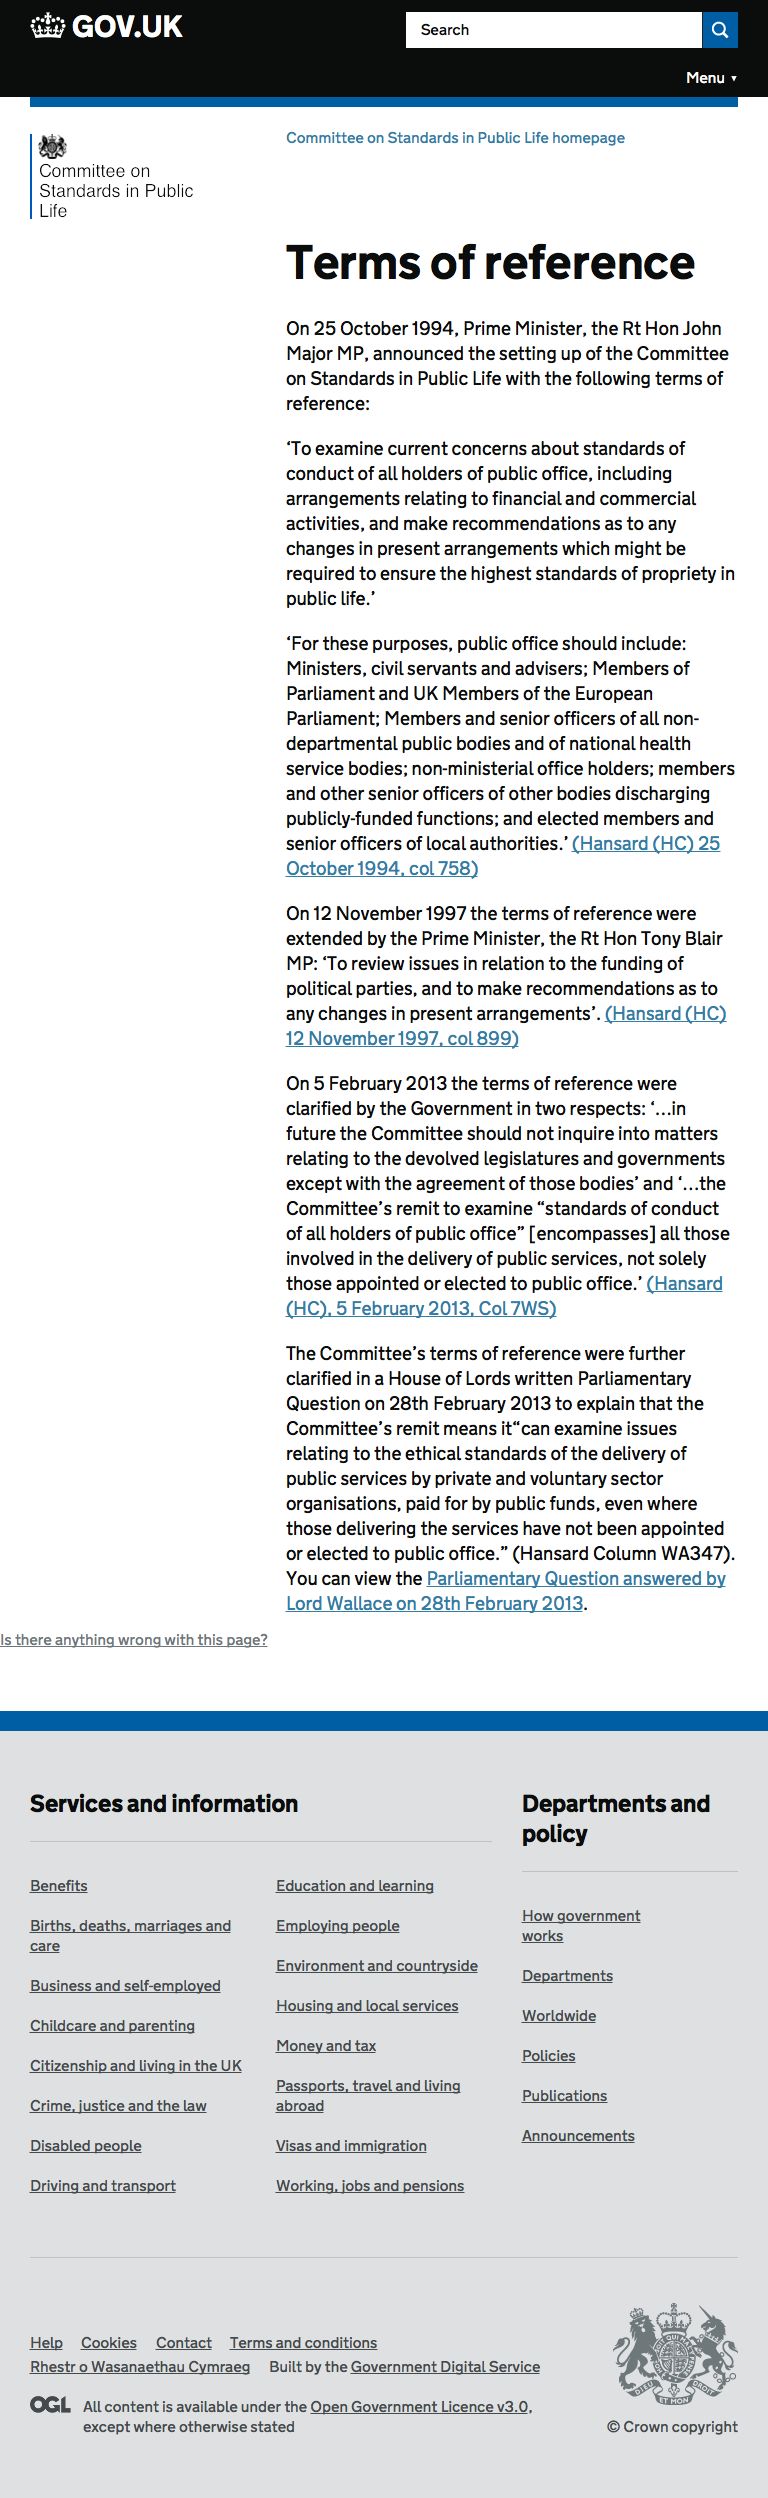 GOV.UK
Search
Menu ▼
Committee on Standards in Public Life homepage
Committee on
Standards in Public
Life
Terms of reference
On 25 October 1994, Prime Minister, the Rt Hon John
Major MP, announced the setting up of the Committee
on Standards in Public Life with the following terms of
reference:
‘To examine current concerns about standards of
conduct of all holders of public office, including
arrangements relating to financial and commercial
activities, and make recommendations as to any
changes in present arrangements which might be
required to ensure the highest standards of propriety in
public life.’
‘For these purposes, public office should include:
Ministers, civil servants and advisers; Members of
Parliament and UK Members of the European
Parliament; Members and senior officers of all non-
departmental public bodies and of national health
service bodies; non-ministerial office holders; members
and other senior officers of other bodies discharging
publicly-funded functions; and elected members and
senior officers of local authorities.’ (Hansard (HC) 25
October 1994, col 758)
On 12 November 1997 the terms of reference were
extended by the Prime Minister, the Rt Hon Tony Blair
MP: ‘To review issues in relation to the funding of
political parties, and to make recommendations as to
any changes in present arrangements’. (Hansard (HC)
12 November 1997, col 899)
On 5 February 2013 the terms of reference were
clarified by the Government in two respects: ‘…in
future the Committee should not inquire into matters
relating to the devolved legislatures and governments
except with the agreement of those bodies’ and ‘…the
Committee’s remit to examine “standards of conduct
of all holders of public office” [encompasses] all those
involved in the delivery of public services, not solely
those appointed or elected to public office.’ (Hansard
(HC), 5 February 2013, Col 7WS)
The Committee’s terms of reference were further
clarified in a House of Lords written Parliamentary
Question on 28th February 2013 to explain that the
Committee’s remit means it“can examine issues
relating to the ethical standards of the delivery of
public services by private and voluntary sector
organisations, paid for by public funds, even where
those delivering the services have not been appointed
or elected to public office.” (Hansard Column WA347).
You can view the Parliamentary Question answered by
Lord Wallace on 28th February 2013.
Is there anything wrong with this page?
Services and information
Benefits
Births, deaths, marriages and
care
Business and self-employed
Childcare and parenting
Citizenship and living in the UK
Crime, justice and the law
Disabled people
Driving and transport
Education and learning
Employing people
Environment and countryside
Housing and local services
Money and tax
Passports, travel and living
abroad
Visas and immigration
Working, jobs and pensions
Departments and
policy
How government
works
Departments
Worldwide
Policies
Publications
Announcements
Help Cookies Contact Terms and conditions
Rhestr o Wasanaethau Cymraeg Built by the Government Digital Service
OGL All content is available under the Open Government Licence v3.0,
except where otherwise stated
DIEU ET MON DROIT
© Crown copyright